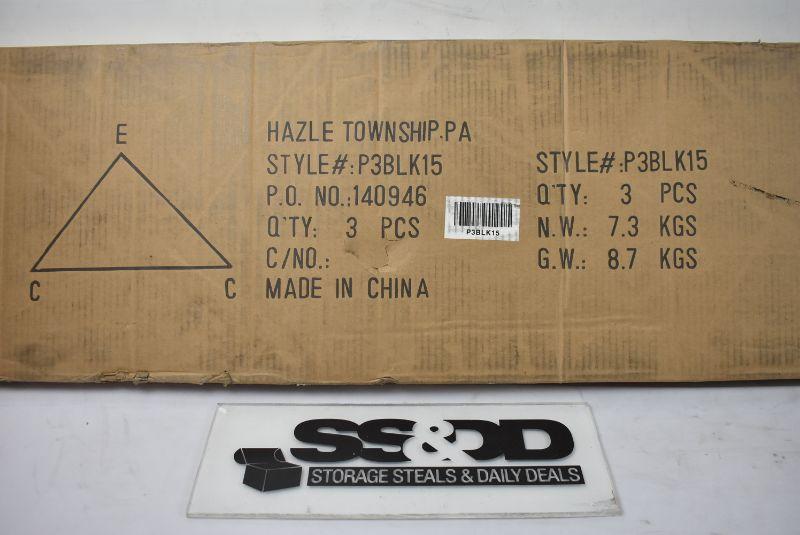 E
C
C
HAZLE TOWNSHIP.PA
STYLE#:P3BLK15
P.O. NO.:140946
Q'TY: 3 PCS
C/NO.:
MADE IN CHINA
P3BLK15
STYLE#:P3BLK15
Q'TY: 3 PCS
N.W.: 7.3 KGS
G.W.: 8.7 KGS
SS&DD
STORAGE STEALS & DAILY DEALS